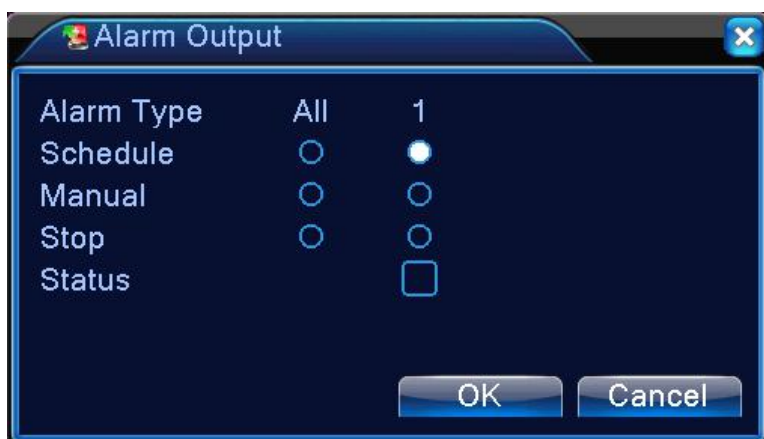 Alarm Output
Alarm Type All 1
Schedule
Manual
Stop
Status
OK Cancel